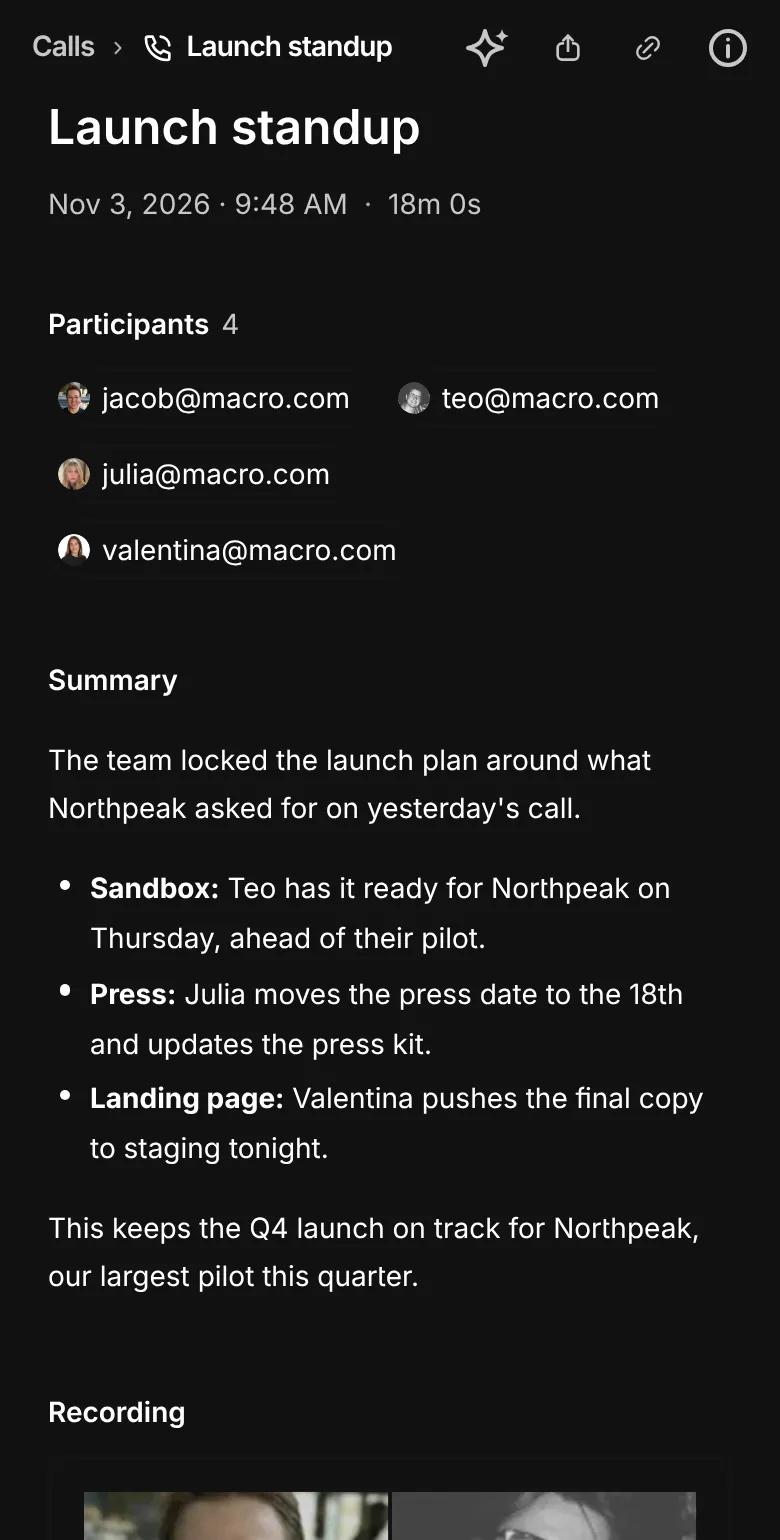 Calls › Launch standup
Launch standup
Nov 3, 2026 · 9:48 AM · 18m 0s
Participants 4
jacob@macro.com teo@macro.com
julia@macro.com
valentina@macro.com
Summary
The team locked the launch plan around what
Northpeak asked for on yesterday's call.
• Sandbox: Teo has it ready for Northpeak on
Thursday, ahead of their pilot.
• Press: Julia moves the press date to the 18th
and updates the press kit.
• Landing page: Valentina pushes the final copy
to staging tonight.
This keeps the Q4 launch on track for Northpeak,
our largest pilot this quarter.
Recording